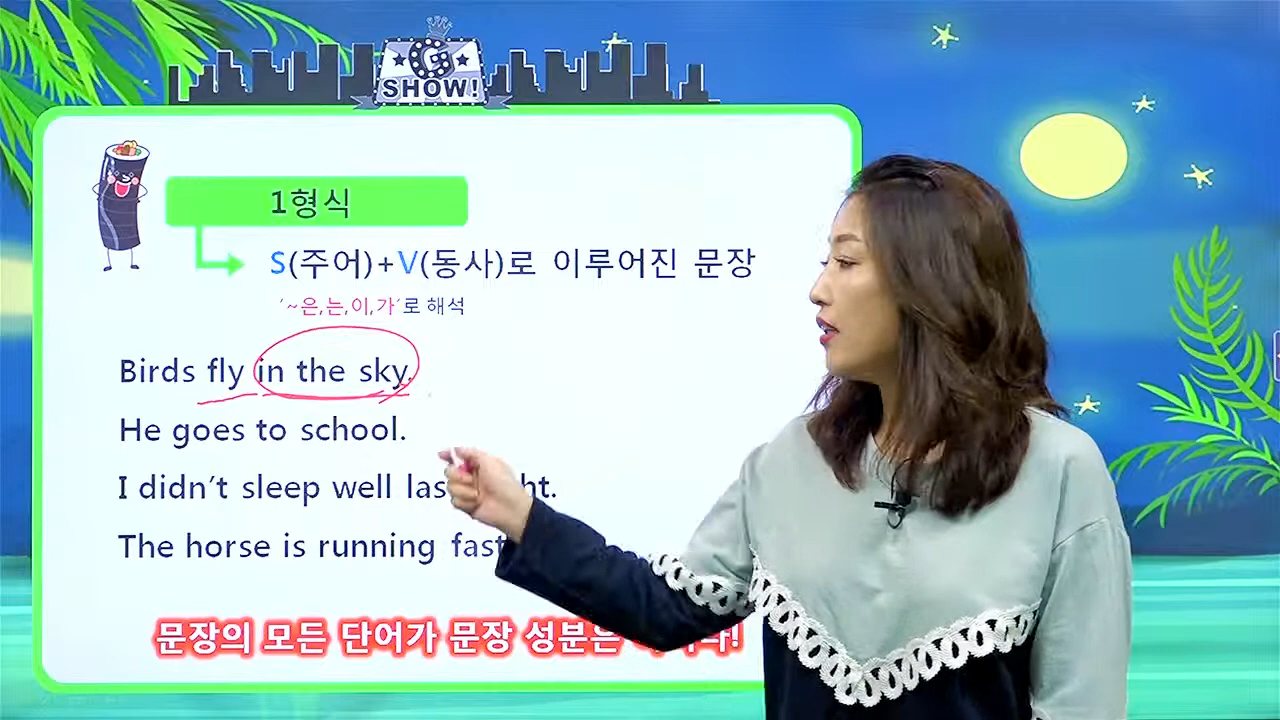 G
SHOW!
1형식
S(주어)+V(동사)로 이루어진 문장
'~은,는,이,가'로 해석
Birds fly in the sky.
He goes to school.
I didn't sleep well
The horse is running fast
문장의 모든 단어가 문장 성분은